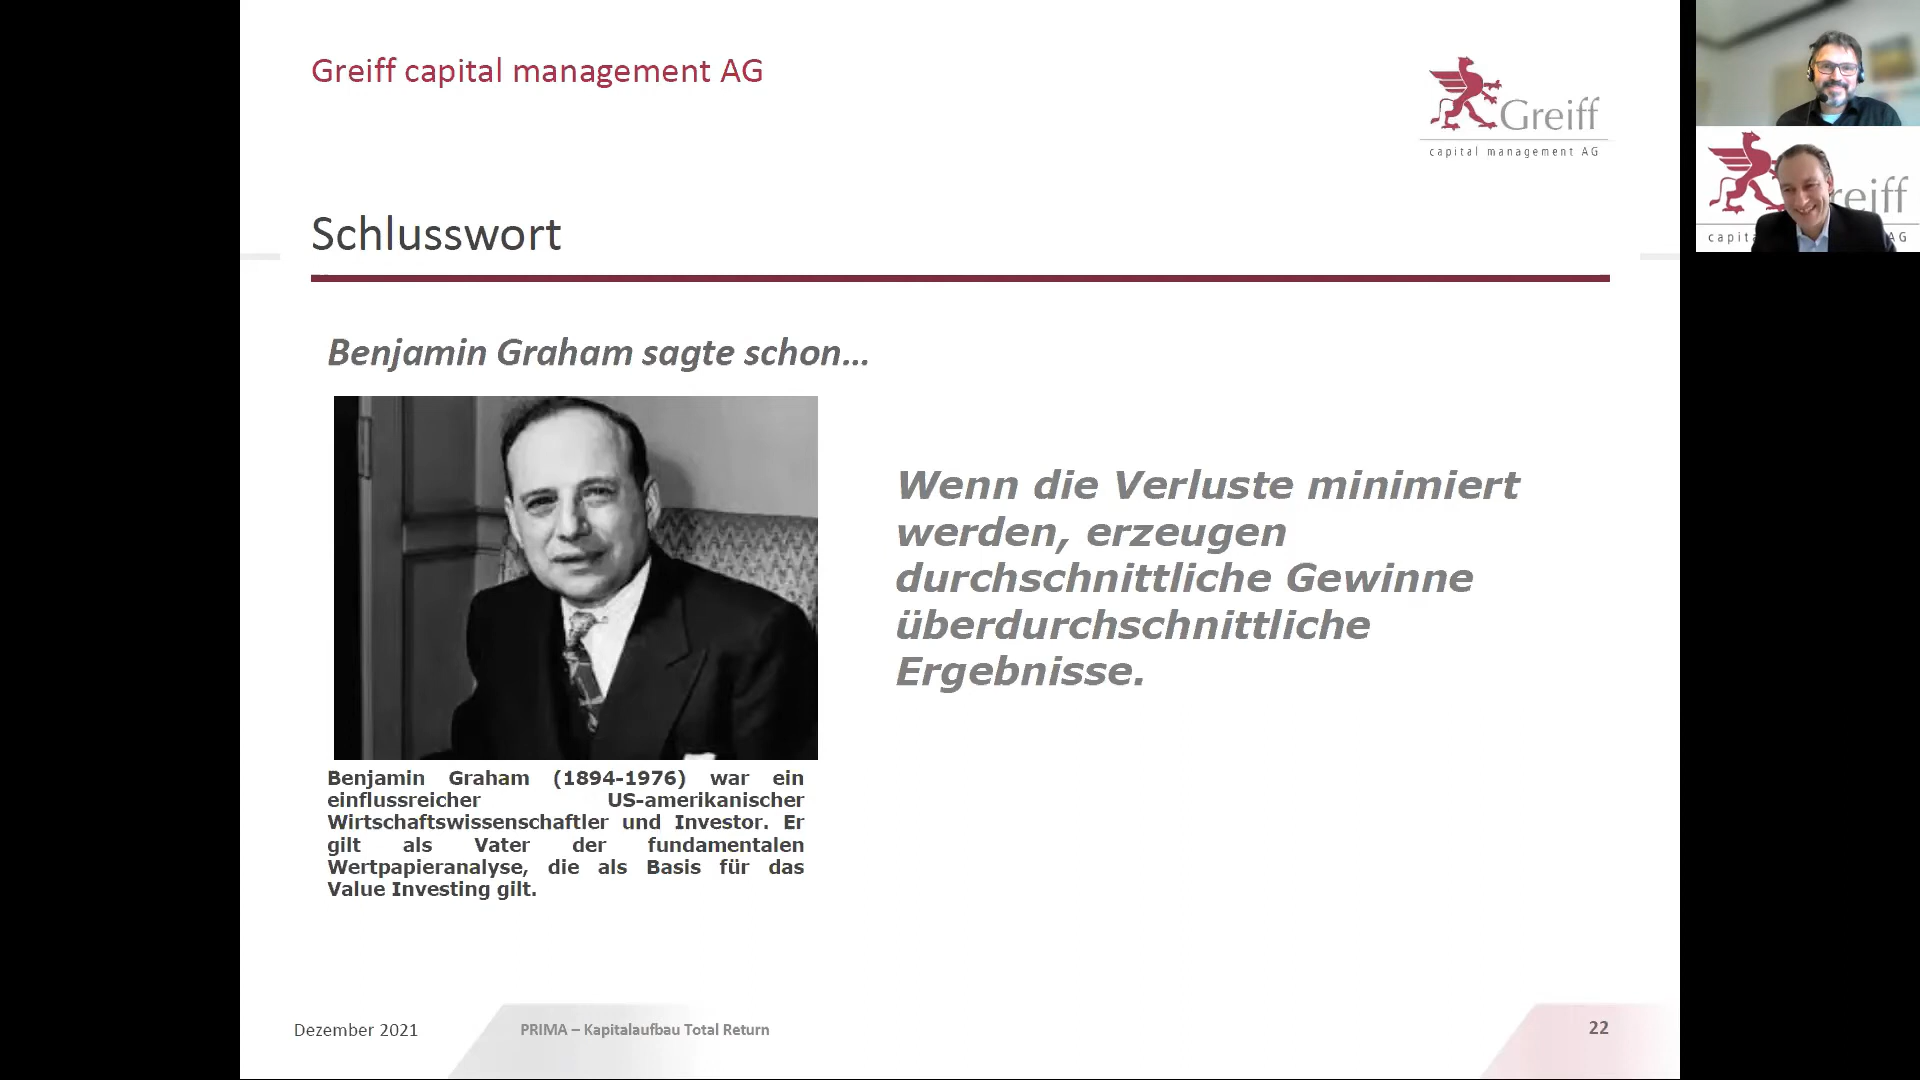 Greiff capital management AG
Greiff
capital management AG
Schlusswort
Benjamin Graham sagte schon...
Wenn die Verluste minimiert
werden, erzeugen
durchschnittliche Gewinne
überdurchschnittliche
Ergebnisse.
Benjamin Graham (1894-1976) war ein
einflussreicher US-amerikanischer
Wirtschaftswissenschaftler und Investor. Er
gilt als Vater der fundamentalen
Wertpapieranalyse, die als Basis für das
Value Investing gilt.
Dezember 2021
PRIMA – Kapitalaufbau Total Return
22
reiff
capita
AG